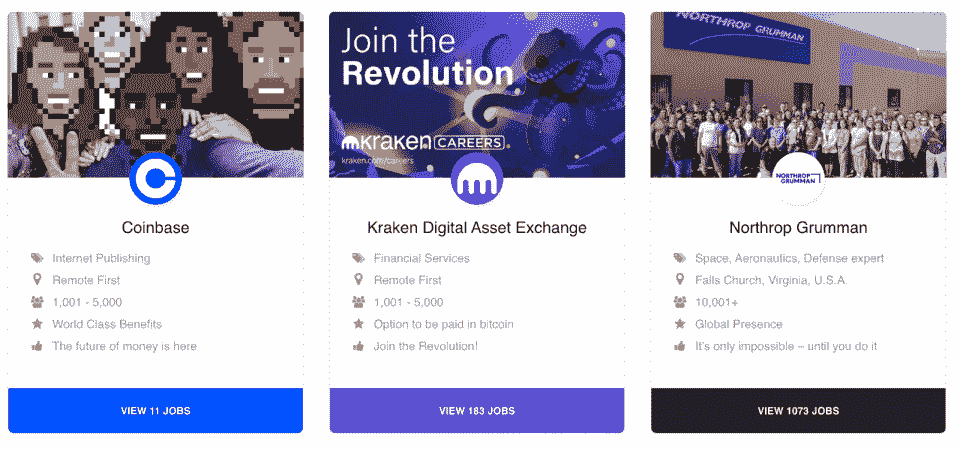 Join the
Revolution
kraken CAREERS
kraken.com/careers
NORTHROP GRUMMAN
NORTHROP
GRUMMAN
Coinbase
Internet Publishing
Remote First
1,001 - 5,000
World Class Benefits
The future of money is here
VIEW 11 JOBS
Kraken Digital Asset Exchange
Financial Services
Remote First
1,001 - 5,000
Option to be paid in bitcoin
Join the Revolution!
VIEW 183 JOBS
Northrop Grumman
Space, Aeronautics, Defense expert
Falls Church, Virginia, U.S.A.
10,001+
Global Presence
It's only impossible – until you do it
VIEW 1073 JOBS